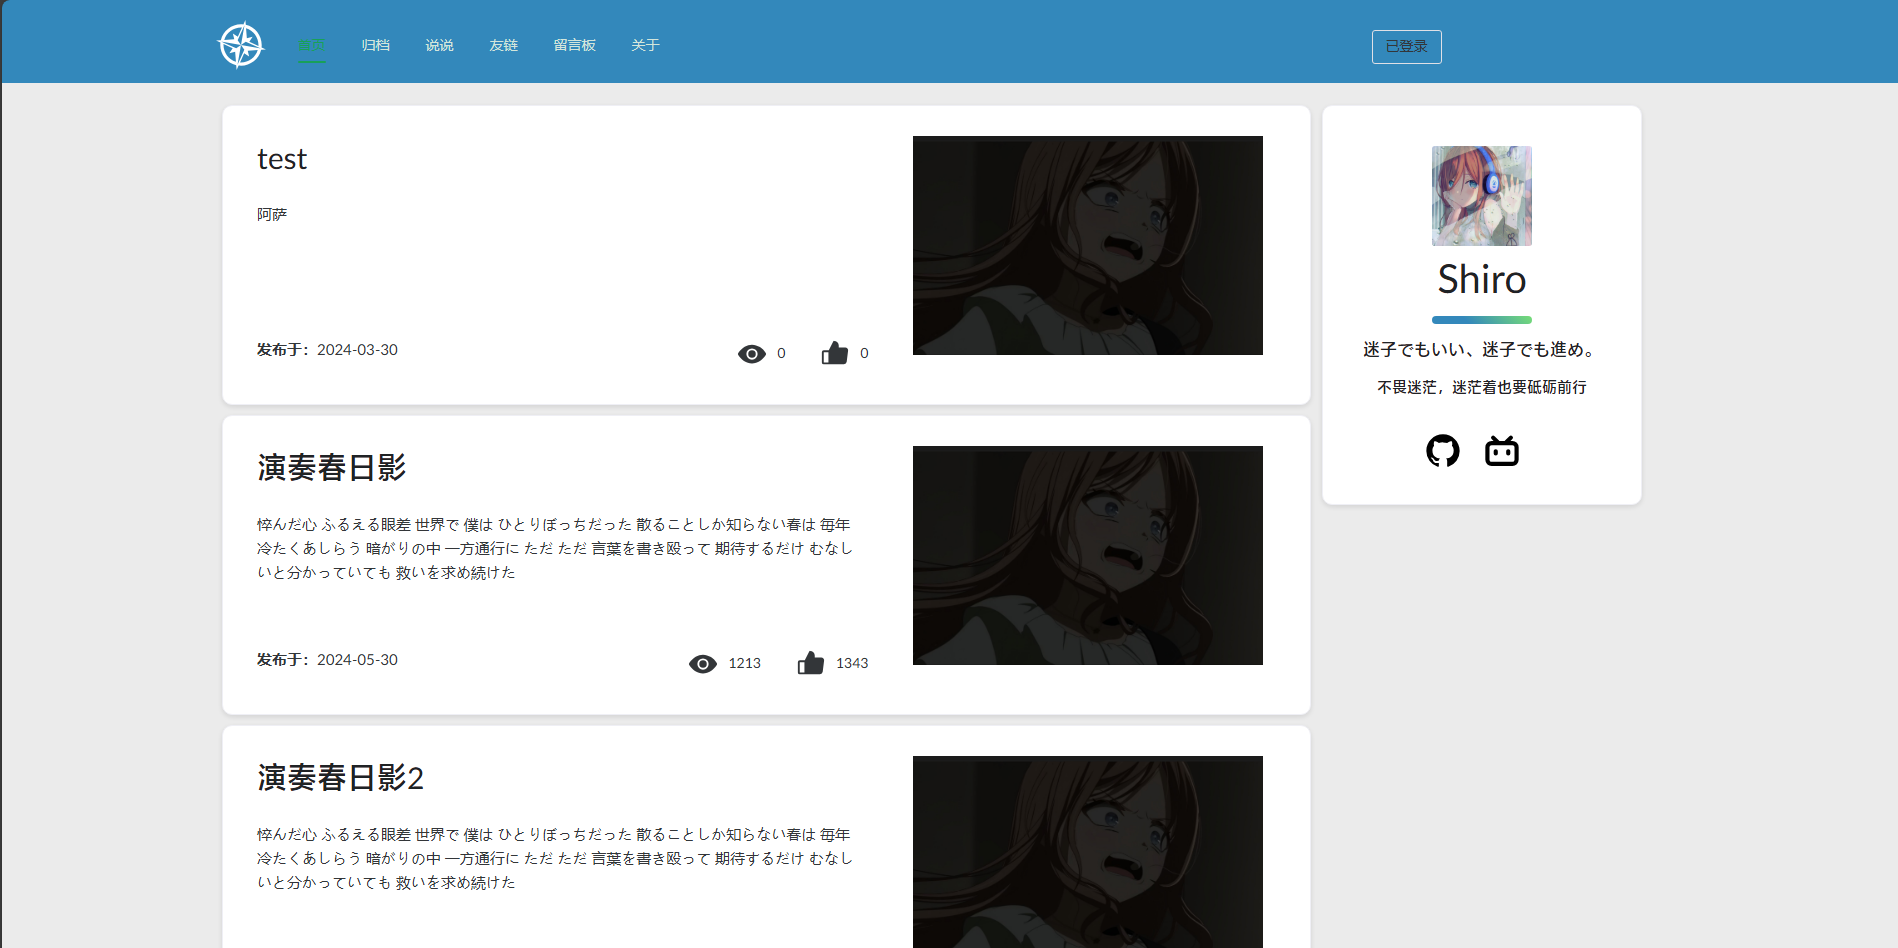 归档 说说 友链 留言板 关于 已登录
test
阿萨
发布于：2024-03-30 0 0
演奏春日影
悴んだ心 ふるえる眼差 世界で 僕は ひとりぼっちだった 散ることしか知らない春は 毎年
冷たくあしらう 暗がりの中 一方通行に ただ ただ 言葉を書き殴って 期待するだけ むなし
いと分かっていても 救いを求め続けた
发布于：2024-05-30 1213 1343
演奏春日影2
悴んだ心 ふるえる眼差 世界で 僕は ひとりぼっちだった 散ることしか知らない春は 毎年
冷たくあしらう 暗がりの中 一方通行に ただ ただ 言葉を書き殴って 期待するだけ むなし
いと分かっていても 救いを求め続けた
Shiro
迷子でもいい、迷子でも進め。
不畏迷茫，迷茫着也要砥砺前行